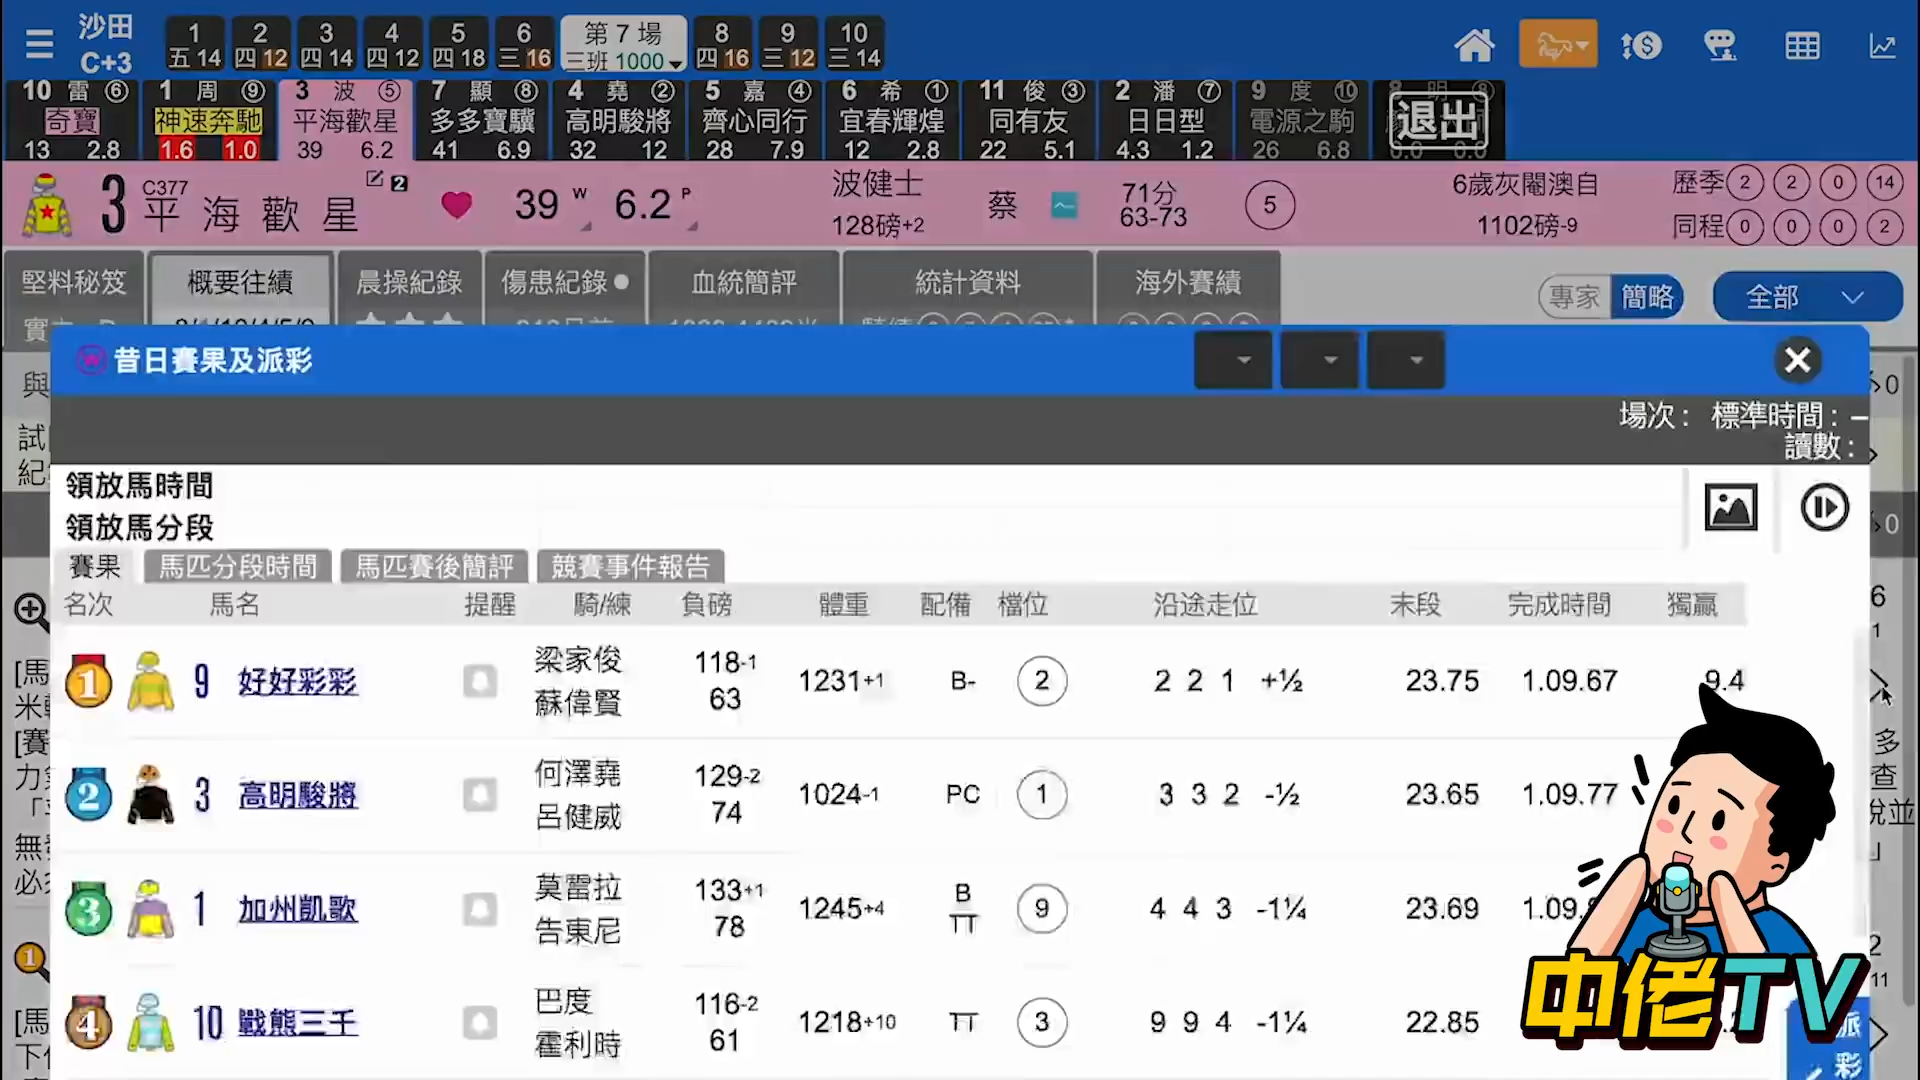 沙田
C+3
1 2 3 4 5 6 第 7 場 8 9 10
五 14 四 12 四 14 四 12 四 18 三 16 三班 1000 四 16 三 12 三 14
10 雷 ⑥ 1 周 ⑨ 3 波 ⑤ 7 顯 ⑧ 4 堯 ② 5 嘉 ④ 6 希 ① 11 俊 ③ 2 潘 ⑦ 9 度 ⑩
奇寶 神速奔馳 平海歡星 多多寶驥 高明駿將 齊心同行 宜春輝煌 同有友 日日型 電源之駒 退出
13 2.8 1.6 1.0 39 6.2 41 6.9 32 12 28 7.9 12 2.8 22 5.1 4.3 1.2 26 6.8 0.0 0.0
3 C377 平海歡星 2 39 W 6.2 P 波健士 蔡 71分 ⑤ 6歲灰閹澳自 歷季 ② ② ⓪ ⑭
128磅+2 63-73 1102磅-9 同程 ⓪ ⓪ ⓪ ②
堅料秘笈 概要往績 晨操紀錄 傷患紀錄 血統簡評 統計資料 海外賽績 專家 簡略 全部
昔日賽果及派彩
場次： 標準時間：–
讀數：
領放馬時間
領放馬分段
賽果 馬匹分段時間 馬匹賽後簡評 競賽事件報告
名次 馬名 提醒 騎/練 負磅 體重 配備 檔位 沿途走位 末段 完成時間 獨贏
1 9 好好彩彩 梁家俊 118-1 1231+1 B- ② 2 2 1 +½ 23.75 1.09.67 9.4
蘇偉賢 63
2 3 高明駿將 何澤堯 129-2 1024-1 PC ① 3 3 2 -½ 23.65 1.09.77
呂健威 74
3 1 加州凱歌 莫雷拉 133+1 1245+4 B TT ⑨ 4 4 3 -1¼ 23.69 1.09.
告東尼 78
4 10 戰熊三千 巴度 116-2 1218+10 TT ③ 9 9 4 -1¼ 22.85
霍利時 61
中佬TV
派
彩